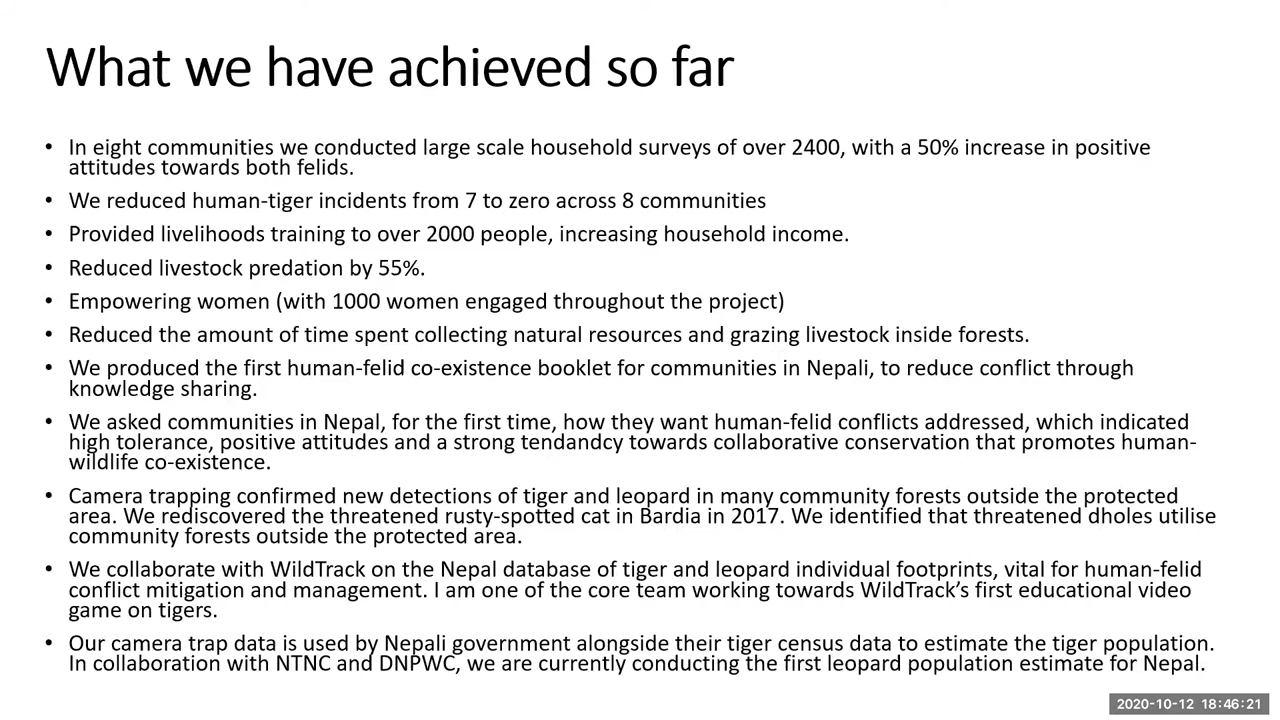 What we have achieved so far
• In eight communities we conducted large scale household surveys of over 2400, with a 50% increase in positive
attitudes towards both felids.
• We reduced human-tiger incidents from 7 to zero across 8 communities
• Provided livelihoods training to over 2000 people, increasing household income.
• Reduced livestock predation by 55%.
• Empowering women (with 1000 women engaged throughout the project)
• Reduced the amount of time spent collecting natural resources and grazing livestock inside forests.
• We produced the first human-felid co-existence booklet for communities in Nepali, to reduce conflict through
knowledge sharing.
• We asked communities in Nepal, for the first time, how they want human-felid conflicts addressed, which indicated
high tolerance, positive attitudes and a strong tendandcy towards collaborative conservation that promotes human-
wildlife co-existence.
• Camera trapping confirmed new detections of tiger and leopard in many community forests outside the protected
area. We rediscovered the threatened rusty-spotted cat in Bardia in 2017. We identified that threatened dholes utilise
community forests outside the protected area.
• We collaborate with WildTrack on the Nepal database of tiger and leopard individual footprints, vital for human-felid
conflict mitigation and management. I am one of the core team working towards WildTrack’s first educational video
game on tigers.
• Our camera trap data is used by Nepali government alongside their tiger census data to estimate the tiger population.
In collaboration with NTNC and DNPWC, we are currently conducting the first leopard population estimate for Nepal.
2020-10-12 18:46:21